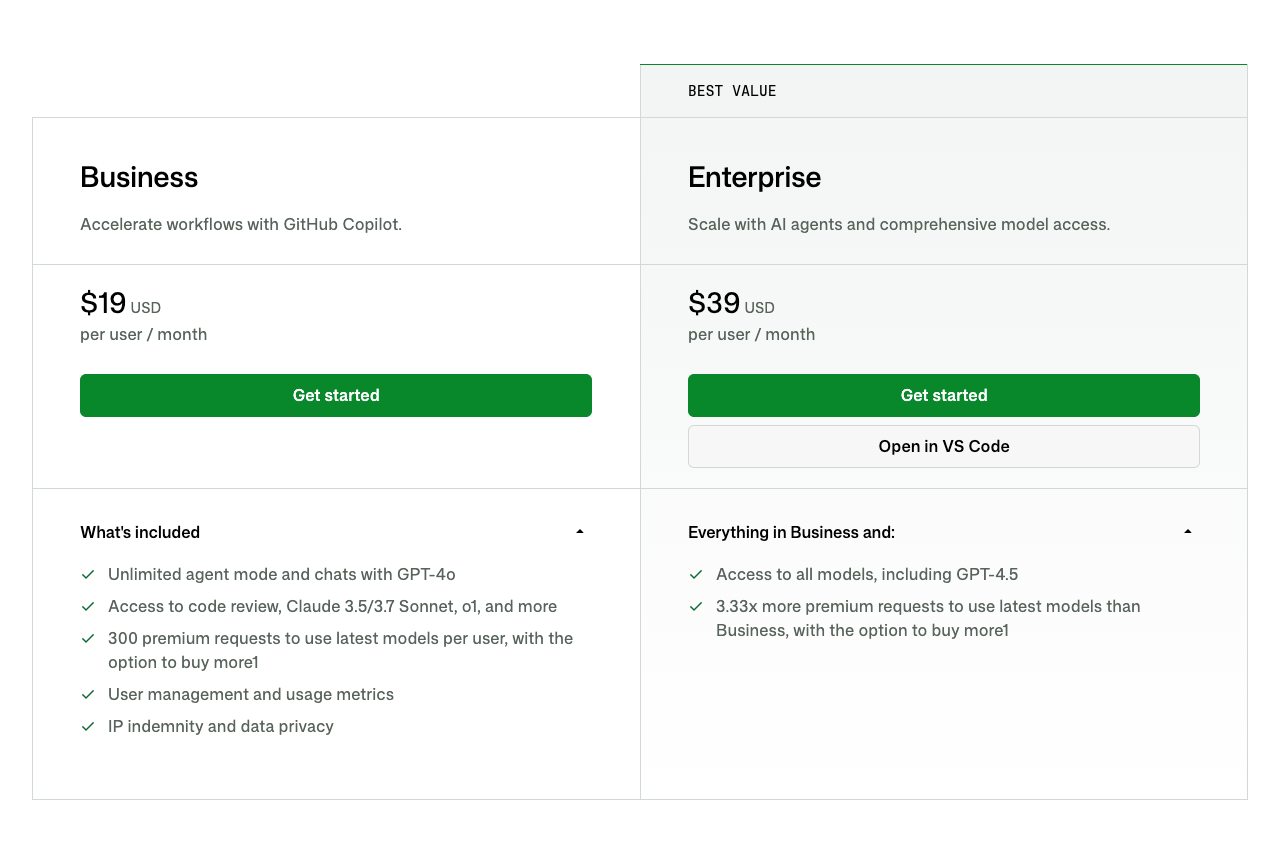 BEST VALUE
Business
Accelerate workflows with GitHub Copilot.
$19 USD
per user / month
Get started
What's included
Unlimited agent mode and chats with GPT-4o
Access to code review, Claude 3.5/3.7 Sonnet, o1, and more
300 premium requests to use latest models per user, with the
option to buy more1
User management and usage metrics
IP indemnity and data privacy
Enterprise
Scale with AI agents and comprehensive model access.
$39 USD
per user / month
Get started
Open in VS Code
Everything in Business and:
Access to all models, including GPT-4.5
3.33x more premium requests to use latest models than
Business, with the option to buy more1